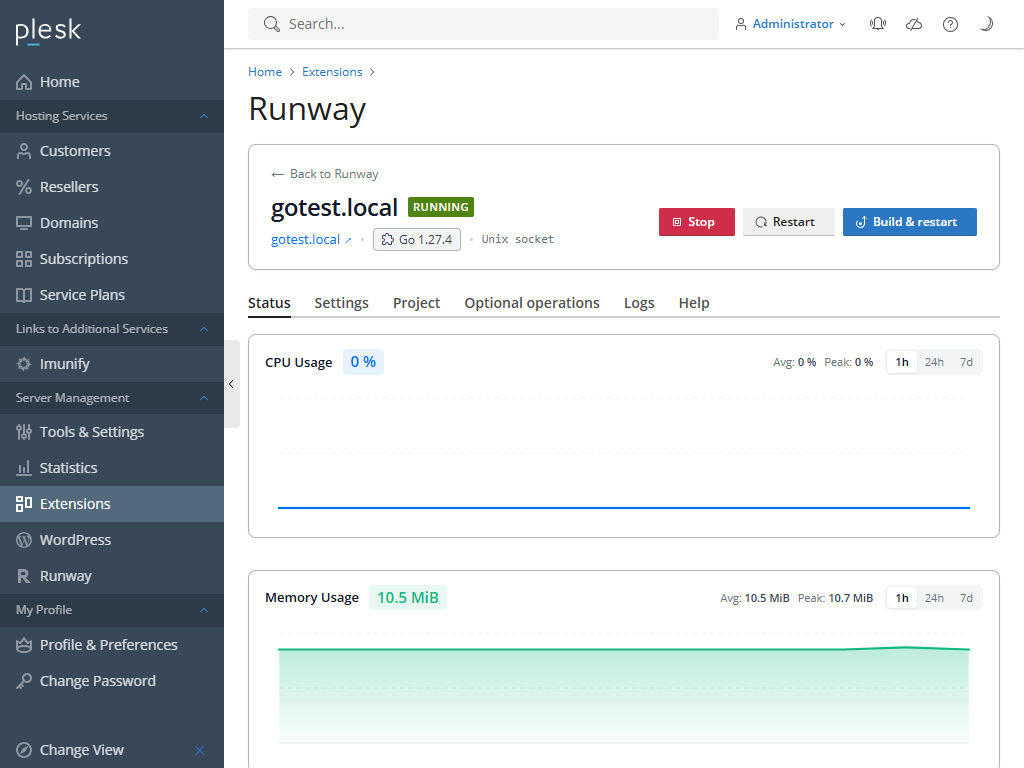 plesk
Search...
Administrator
Home
Hosting Services
Customers
Resellers
Domains
Subscriptions
Service Plans
Links to Additional Services
Imunify
Server Management
Tools & Settings
Statistics
Extensions
WordPress
Runway
My Profile
Profile & Preferences
Change Password
Change View
Home > Extensions >
Runway
← Back to Runway
gotest.local RUNNING
gotest.local ↗ • Go 1.27.4 • Unix socket
Stop Restart Build & restart
Status Settings Project Optional operations Logs Help
CPU Usage 0 % Avg: 0 % Peak: 0 % 1h 24h 7d
Memory Usage 10.5 MiB Avg: 10.5 MiB Peak: 10.7 MiB 1h 24h 7d